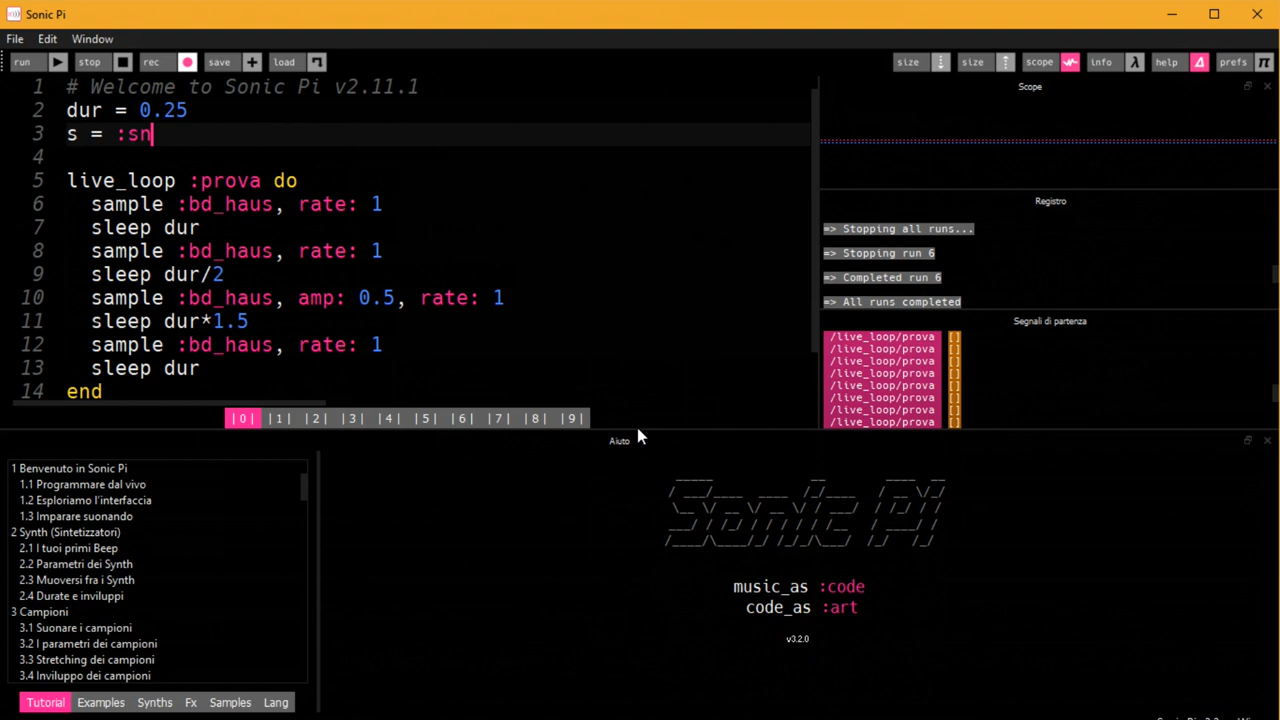 Sonic Pi
File Edit Window
run stop rec save load size size scope info help prefs
1 # Welcome to Sonic Pi v2.11.1
2 dur = 0.25
3 s = :sn
4
5 live_loop :prova do
6 sample :bd_haus, rate: 1
7 sleep dur
8 sample :bd_haus, rate: 1
9 sleep dur/2
10 sample :bd_haus, amp: 0.5, rate: 1
11 sleep dur*1.5
12 sample :bd_haus, rate: 1
13 sleep dur
14 end
|0| |1| |2| |3| |4| |5| |6| |7| |8| |9|
Scope
Registro
=> Stopping all runs...
=> Stopping run 6
=> Completed run 6
=> All runs completed
Segnali di partenza
/live_loop/prova []
/live_loop/prova []
/live_loop/prova []
/live_loop/prova []
/live_loop/prova []
/live_loop/prova []
/live_loop/prova []
/live_loop/prova []
Aiuto
1 Benvenuto in Sonic Pi
1.1 Programmare dal vivo
1.2 Esploriamo l'interfaccia
1.3 Imparare suonando
2 Synth (Sintetizzatori)
2.1 I tuoi primi Beep
2.2 Parametri dei Synth
2.3 Muoversi fra i Synth
2.4 Durate e inviluppi
3 Campioni
3.1 Suonare i campioni
3.2 I parametri dei campioni
3.3 Stretching dei campioni
3.4 Inviluppo dei campioni
Tutorial Examples Synths Fx Samples Lang
Sonic Pi
music_as :code
code_as :art
v3.2.0